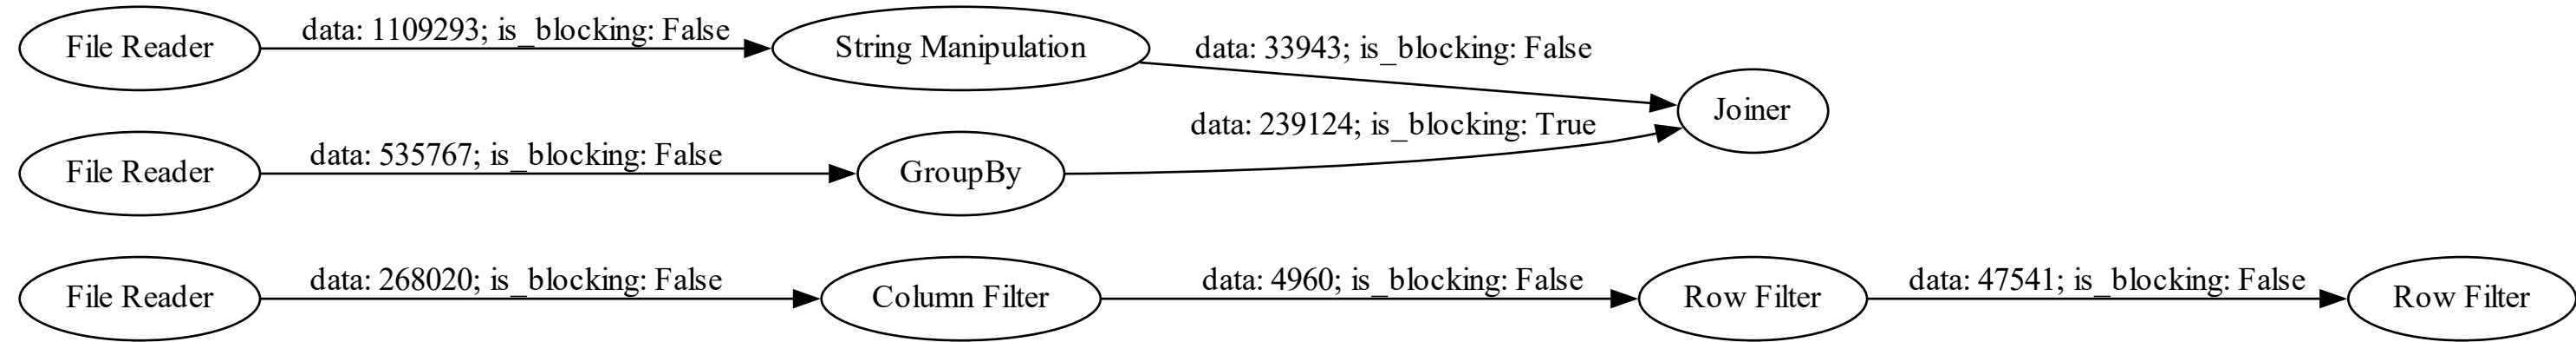 File Reader
data: 1109293; is_blocking: False
String Manipulation
data: 33943; is_blocking: False
Joiner
File Reader
data: 535767; is_blocking: False
GroupBy
data: 239124; is_blocking: True
File Reader
data: 268020; is_blocking: False
Column Filter
data: 4960; is_blocking: False
Row Filter
data: 47541; is_blocking: False
Row Filter